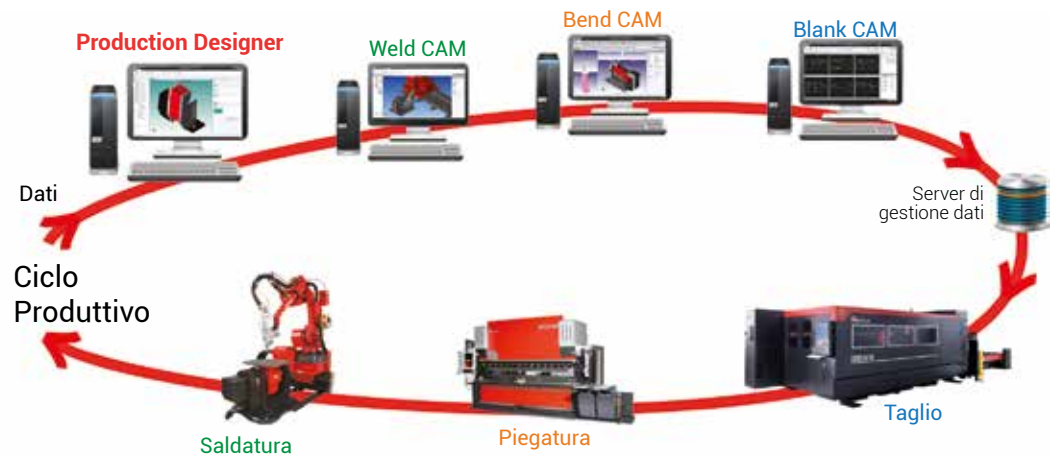 Production Designer
Weld CAM
Bend CAM
Blank CAM
Dati
Server di
gestione dati
Ciclo
Produttivo
Saldatura
Piegatura
Taglio